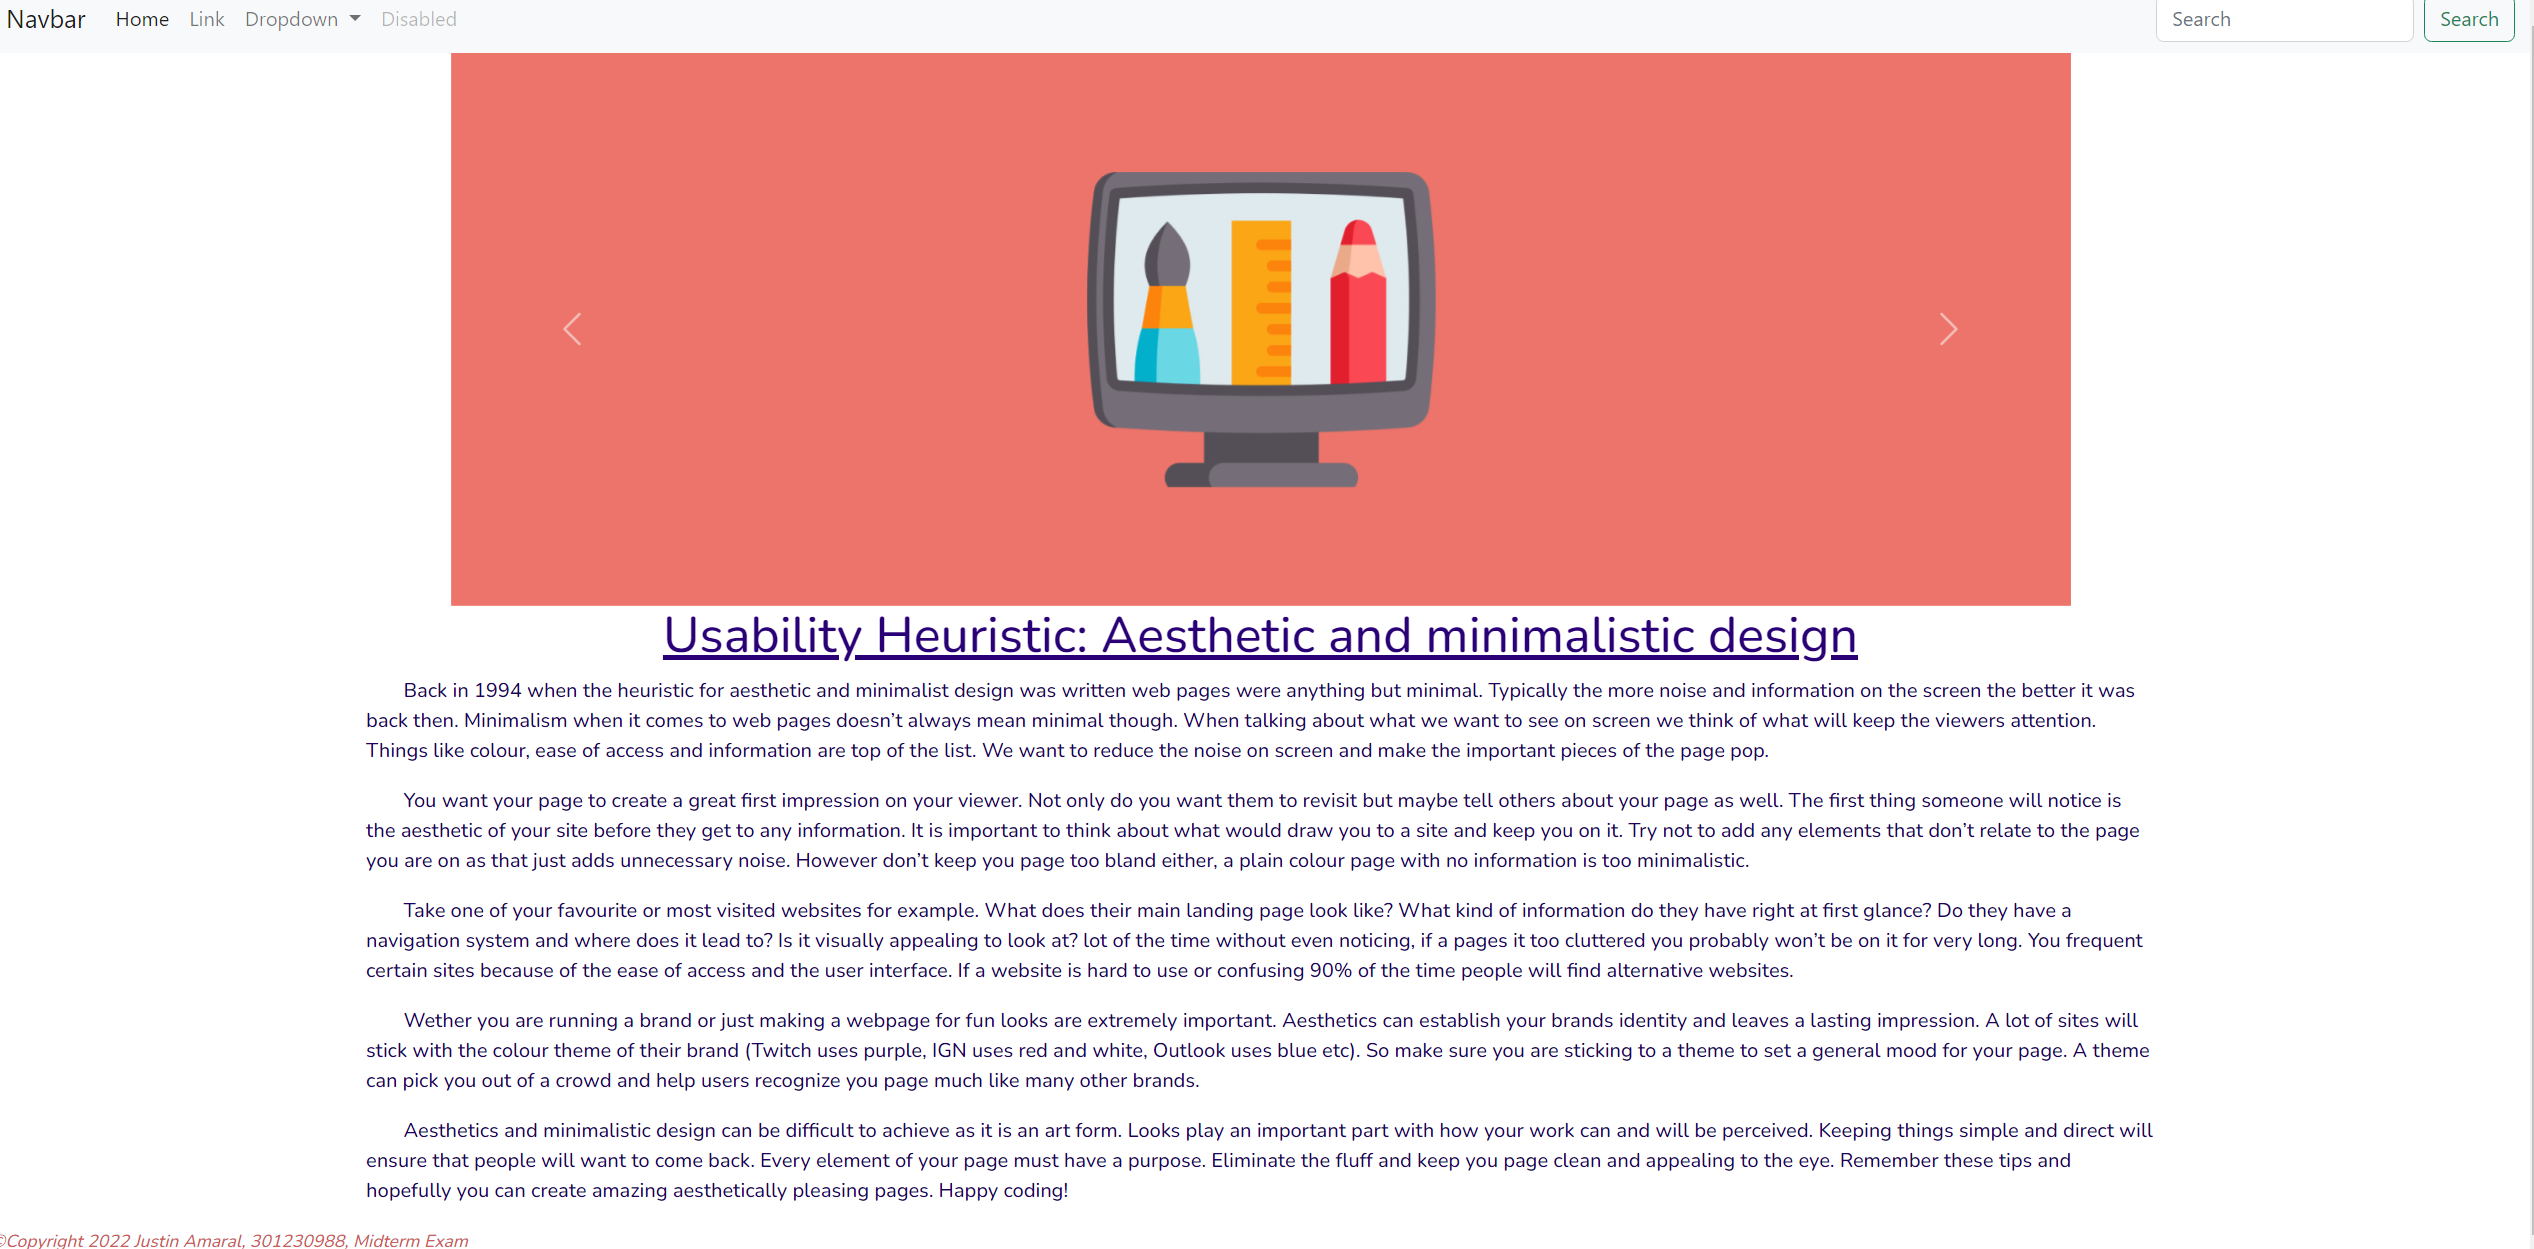 Navbar Home Link Dropdown Disabled Search Search
Usability Heuristic: Aesthetic and minimalistic design
Back in 1994 when the heuristic for aesthetic and minimalist design was written web pages were anything but minimal. Typically the more noise and information on the screen the better it was
back then. Minimalism when it comes to web pages doesn’t always mean minimal though. When talking about what we want to see on screen we think of what will keep the viewers attention.
Things like colour, ease of access and information are top of the list. We want to reduce the noise on screen and make the important pieces of the page pop.
You want your page to create a great first impression on your viewer. Not only do you want them to revisit but maybe tell others about your page as well. The first thing someone will notice is
the aesthetic of your site before they get to any information. It is important to think about what would draw you to a site and keep you on it. Try not to add any elements that don’t relate to the page
you are on as that just adds unnecessary noise. However don’t keep you page too bland either, a plain colour page with no information is too minimalistic.
Take one of your favourite or most visited websites for example. What does their main landing page look like? What kind of information do they have right at first glance? Do they have a
navigation system and where does it lead to? Is it visually appealing to look at? lot of the time without even noticing, if a pages it too cluttered you probably won’t be on it for very long. You frequent
certain sites because of the ease of access and the user interface. If a website is hard to use or confusing 90% of the time people will find alternative websites.
Wether you are running a brand or just making a webpage for fun looks are extremely important. Aesthetics can establish your brands identity and leaves a lasting impression. A lot of sites will
stick with the colour theme of their brand (Twitch uses purple, IGN uses red and white, Outlook uses blue etc). So make sure you are sticking to a theme to set a general mood for your page. A theme
can pick you out of a crowd and help users recognize you page much like many other brands.
Aesthetics and minimalistic design can be difficult to achieve as it is an art form. Looks play an important part with how your work can and will be perceived. Keeping things simple and direct will
ensure that people will want to come back. Every element of your page must have a purpose. Eliminate the fluff and keep you page clean and appealing to the eye. Remember these tips and
hopefully you can create amazing aesthetically pleasing pages. Happy coding!
©Copyright 2022 Justin Amaral, 301230988, Midterm Exam